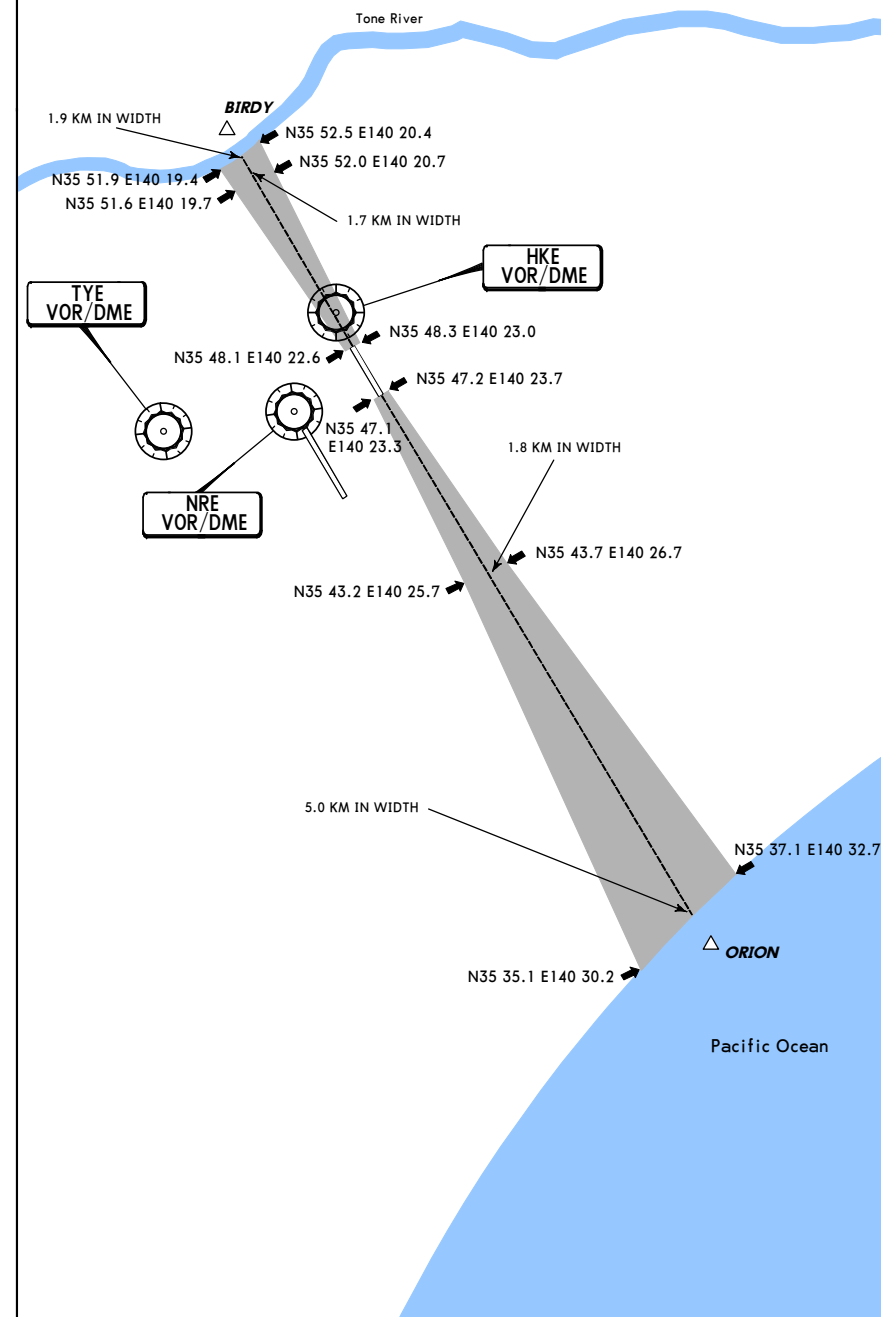 Tone River
BIRDY
1.9 KM IN WIDTH
N35 52.5 E140 20.4
N35 52.0 E140 20.7
N35 51.9 E140 19.4
N35 51.6 E140 19.7
1.7 KM IN WIDTH
HKE
VOR/DME
TYE
VOR/DME
N35 48.3 E140 23.0
N35 48.1 E140 22.6
N35 47.2 E140 23.7
N35 47.1
E140 23.3
1.8 KM IN WIDTH
NRE
VOR/DME
N35 43.7 E140 26.7
N35 43.2 E140 25.7
5.0 KM IN WIDTH
N35 37.1 E140 32.7
ORION
N35 35.1 E140 30.2
Pacific Ocean